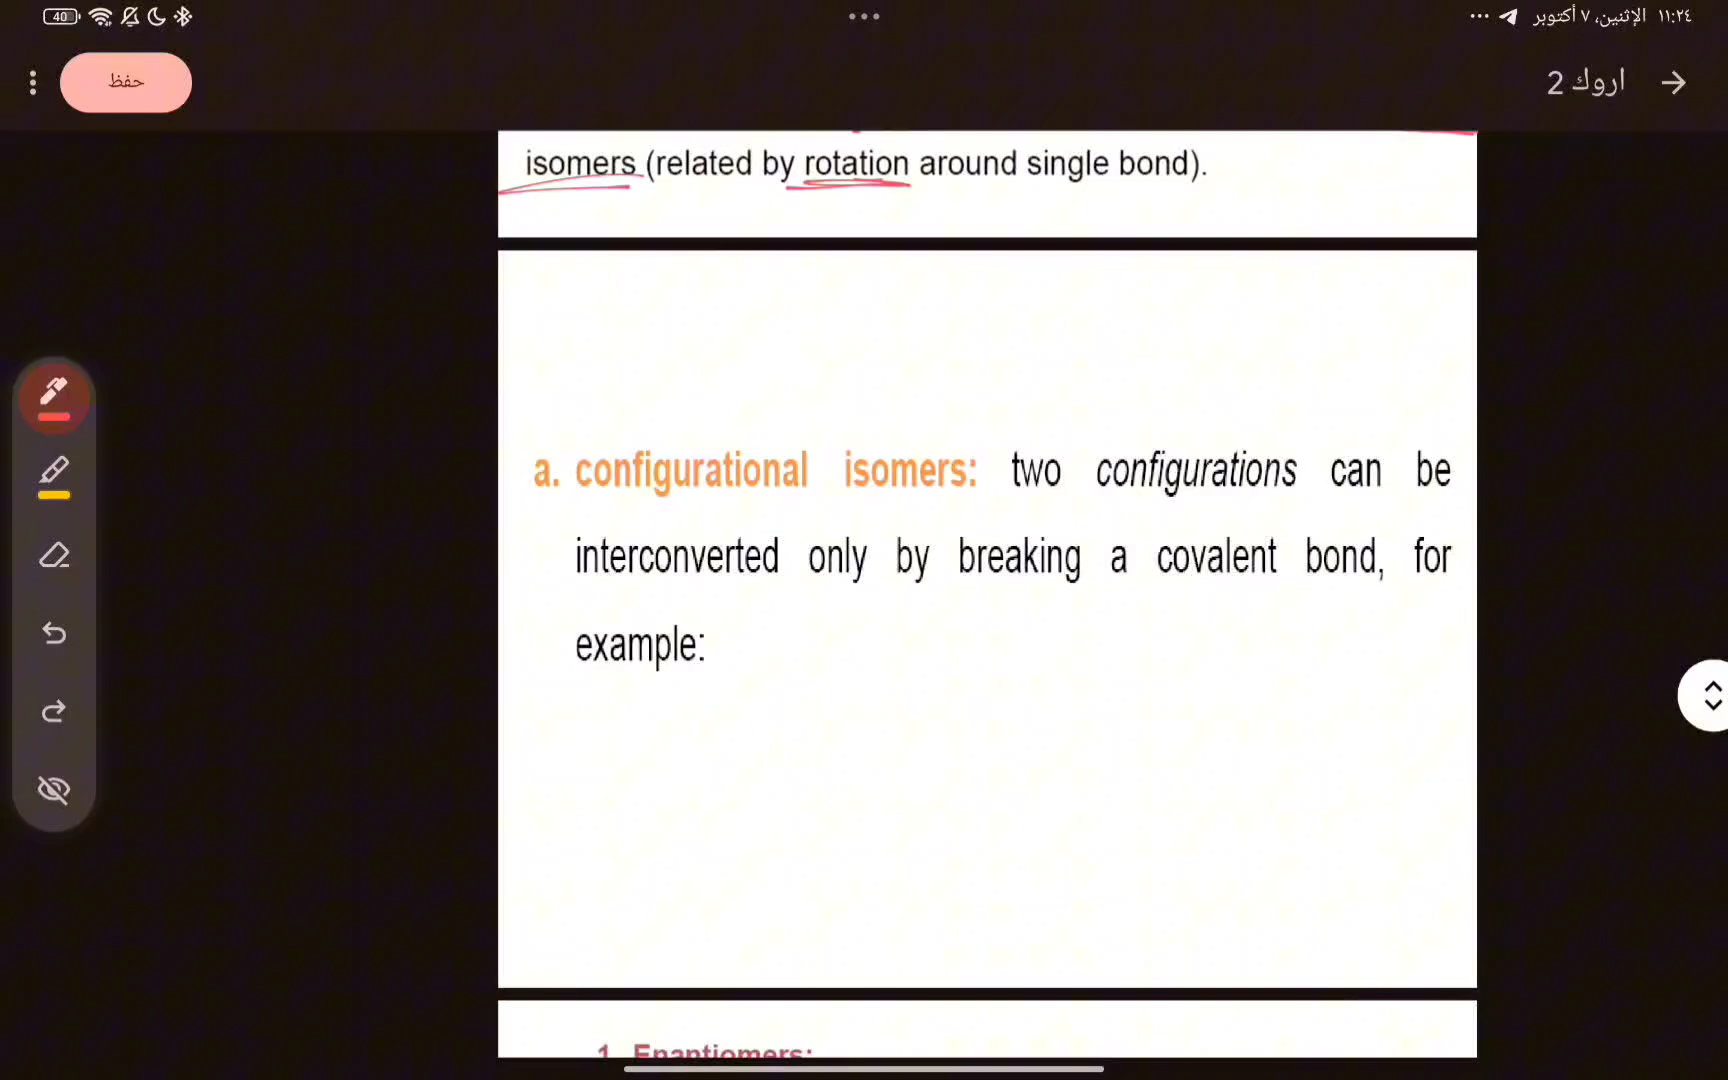 40
١١:٢٤ الإثنين، ٧ أكتوبر
حفظ
اروك 2
isomers (related by rotation around single bond).
a. configurational isomers: two configurations can be
interconverted only by breaking a covalent bond, for
example:
1. Enantiomers: